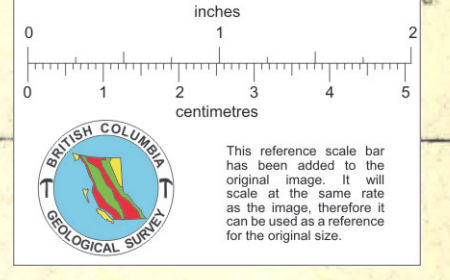 inches
0 1 2
0 1 2 3 4 5
centimetres
BRITISH COLUMBIA
GEOLOGICAL SURVEY
This reference scale bar
has been added to the
original image. It will
scale at the same rate
as the image, therefore it
can be used as a reference
for the original size.